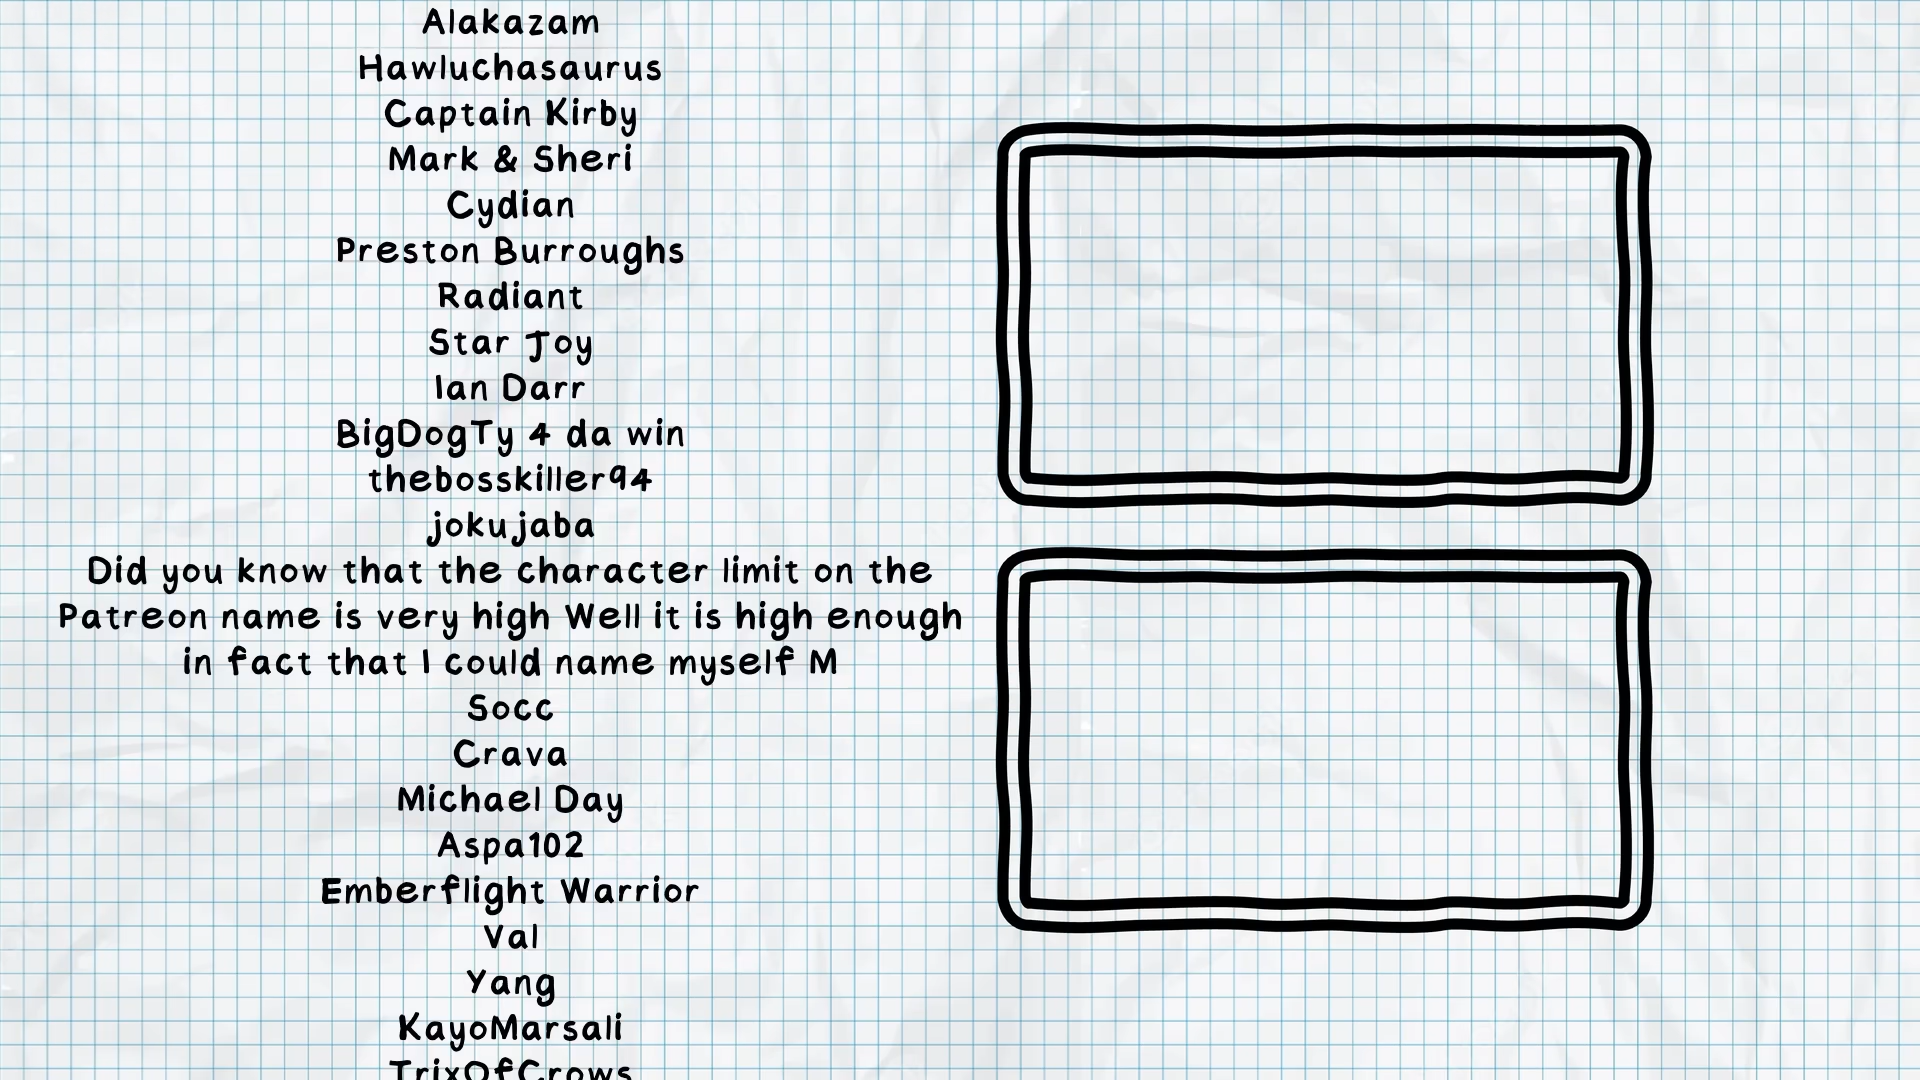 Alakazam
Hawluchasaurus
Captain Kirby
Mark & Sheri
Cydian
Preston Burroughs
Radiant
Star Joy
Ian Darr
BigDogTy 4 da win
thebosskiller94
jokujaba
Did you know that the character limit on the
Patreon name is very high Well it is high enough
in fact that I could name myself M
Socc
Crava
Michael Day
Aspa102
Emberflight Warrior
Val
Yang
KayoMarsali
TrixOfCrows